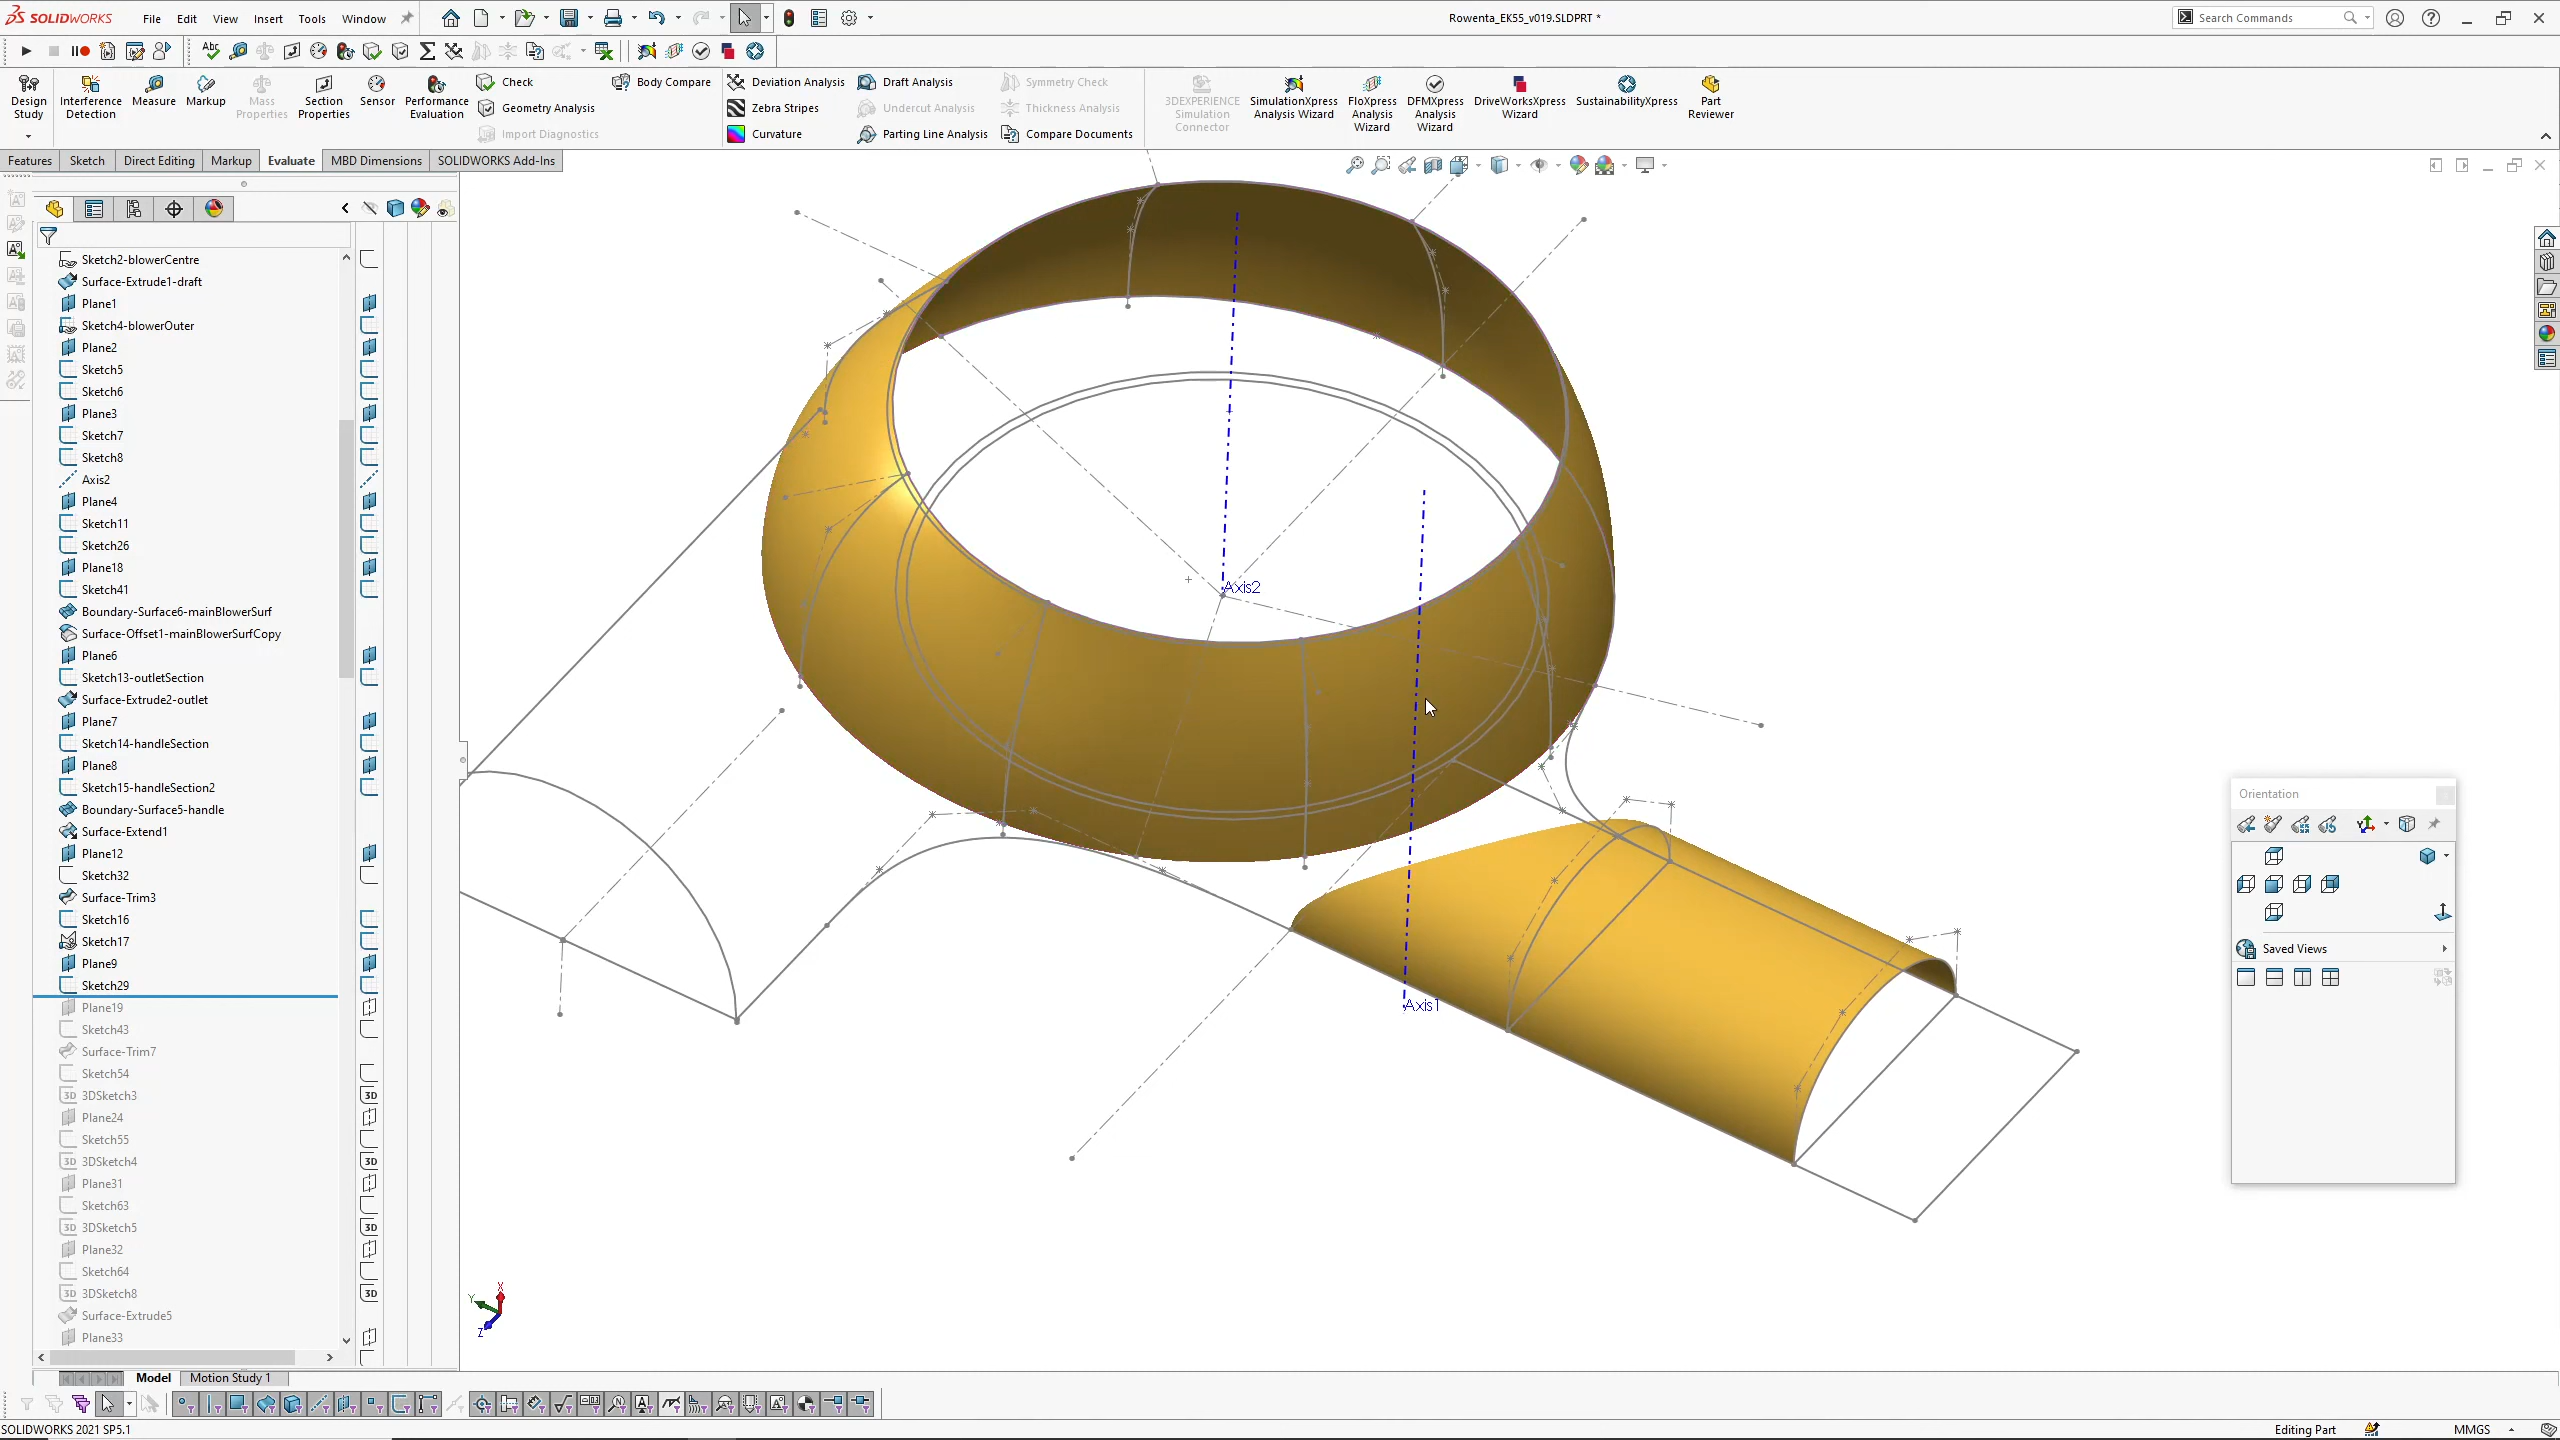 SOLIDWORKS
File Edit View Insert Tools Window
Rowenta_EK55_v019.SLDPRT *
Search Commands
Design Study
Interference Detection
Measure
Markup
Mass Properties
Section Properties
Sensor
Performance Evaluation
Check
Geometry Analysis
Import Diagnostics
Body Compare
Deviation Analysis
Zebra Stripes
Curvature
Draft Analysis
Undercut Analysis
Parting Line Analysis
Symmetry Check
Thickness Analysis
Compare Documents
3DEXPERIENCE Simulation Connector
SimulationXpress Analysis Wizard
FloXpress Analysis Wizard
DFMXpress Analysis Wizard
DriveWorksXpress Wizard
SustainabilityXpress
Part Reviewer
Features Sketch Direct Editing Markup Evaluate MBD Dimensions SOLIDWORKS Add-Ins
Sketch2-blowerCentre
Surface-Extrude1-draft
Plane1
Sketch4-blowerOuter
Plane2
Sketch5
Sketch6
Plane3
Sketch7
Sketch8
Axis2
Plane4
Sketch11
Sketch26
Plane18
Sketch41
Boundary-Surface6-mainBlowerSurf
Surface-Offset1-mainBlowerSurfCopy
Plane6
Sketch13-outletSection
Surface-Extrude2-outlet
Plane7
Sketch14-handleSection
Plane8
Sketch15-handleSection2
Boundary-Surface5-handle
Surface-Extend1
Plane12
Sketch32
Surface-Trim3
Sketch16
Sketch17
Plane9
Sketch29
Plane19
Sketch43
Surface-Trim7
Sketch54
3D 3DSketch3 3D
Plane24
Sketch55
3D 3DSketch4 3D
Plane31
Sketch63
3D 3DSketch5 3D
Plane32
Sketch64
3D 3DSketch8 3D
Surface-Extrude5
Plane33
Axis2
Axis1
X
Y
Z
Orientation
Saved Views
Model Motion Study 1
SOLIDWORKS 2021 SP5.1
Editing Part
MMGS